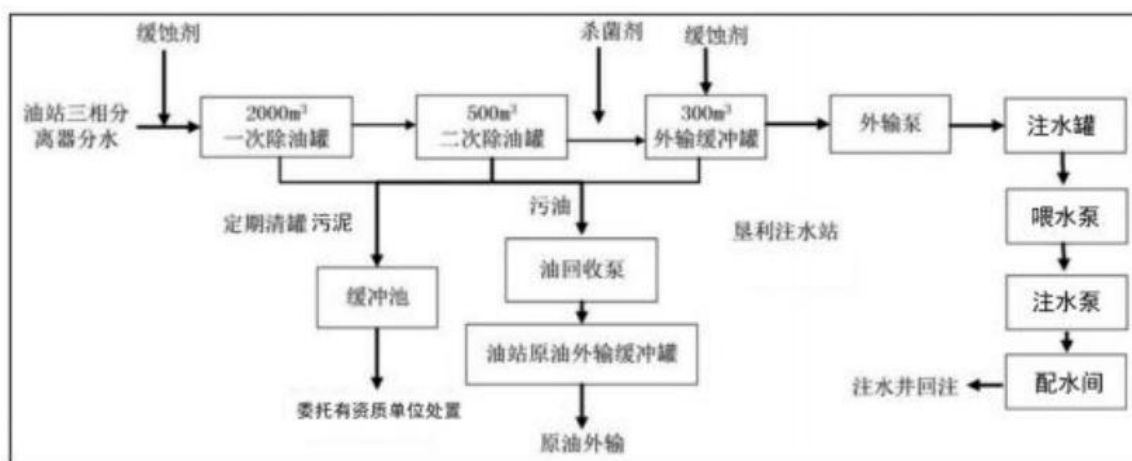 缓蚀剂
杀菌剂
缓蚀剂
油站三相分
离器分水
2000m³
一次除油罐
500m³
二次除油罐
300m³
外输缓冲罐
外输泵
注水罐
定期清罐 污泥
污油
垦利注水站
喂水泵
缓冲池
油回收泵
注水泵
油站原油外输缓冲罐
配水间
注水井回注
委托有资质单位处置
原油外输